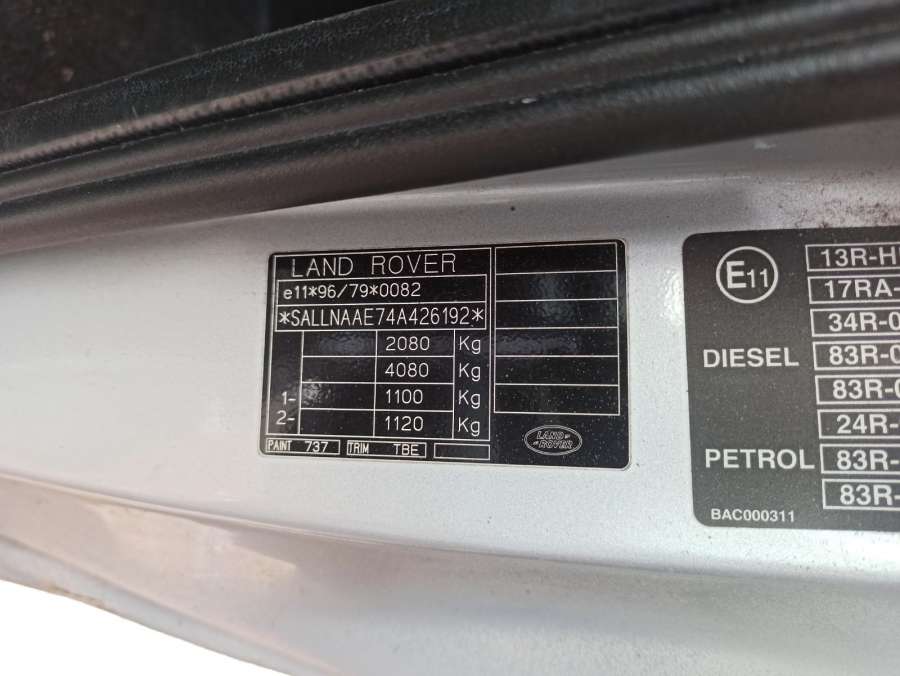 LAND ROVER
e11*96/79*0082
*SALLNAAE74A426192*
2080 Kg
4080 Kg
1- 1100 Kg
2- 1120 Kg
PAINT 737 TRIM TBE
LAND ROVER
E11
13R-H
17RA-
34R-0
DIESEL 83R-0
83R-0
24R-
PETROL 83R-
83R-
BAC000311